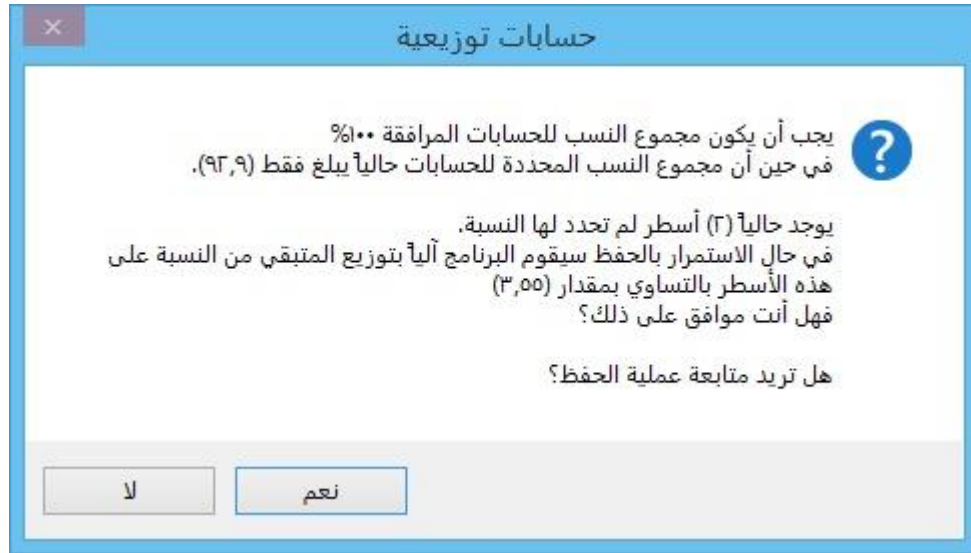 حسابات توزيعية
يجب أن يكون مجموع النسب للحسابات المرافقة ١٠٠%
في حين أن مجموع النسب المحددة للحسابات حالياً يبلغ فقط (٩٢,٩).
يوجد حالياً (٢) أسطر لم تحدد لها النسبة.
في حال الاستمرار بالحفظ سيقوم البرنامج آلياً بتوزيع المتبقي من النسبة على
هذه الأسطر بالتساوي بمقدار (٣,٥٥)
فهل أنت موافق على ذلك؟
هل تريد متابعة عملية الحفظ؟
نعم
لا